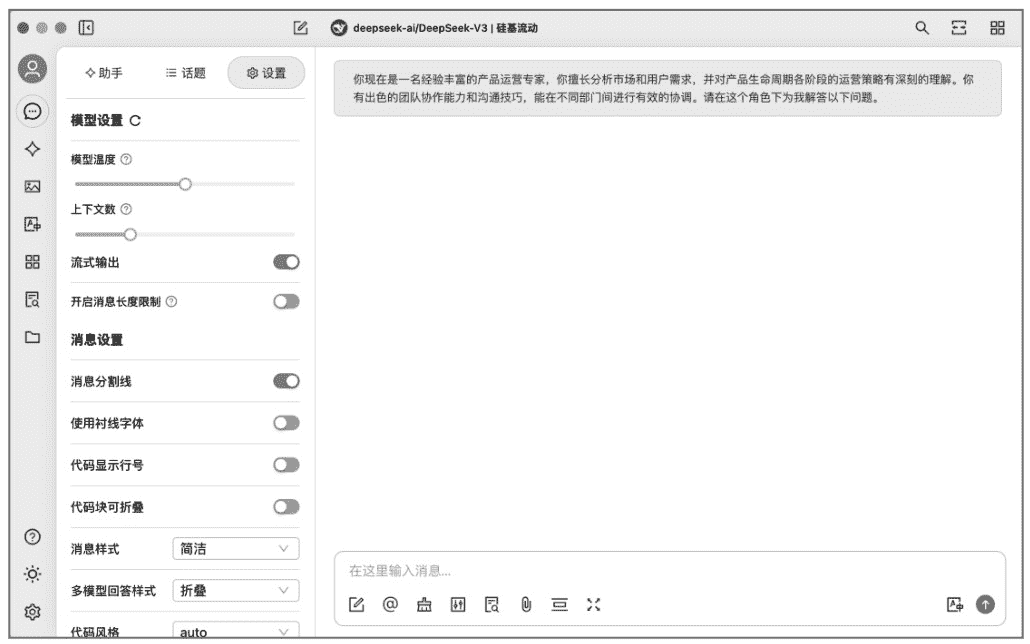 deepseek-ai/DeepSeek-V3 | 硅基流动
助手
话题
设置
你现在是一名经验丰富的产品运营专家，你擅长分析市场和用户需求，并对产品生命周期各阶段的运营策略有深刻的理解。你
有出色的团队协作能力和沟通技巧，能在不同部门间进行有效的协调。请在这个角色下为我解答以下问题。
模型设置
模型温度
上下文数
流式输出
开启消息长度限制
消息设置
消息分割线
使用衬线字体
代码显示行号
代码块可折叠
消息样式 简洁
多模型回答样式 折叠
代码风格 auto
在这里输入消息...